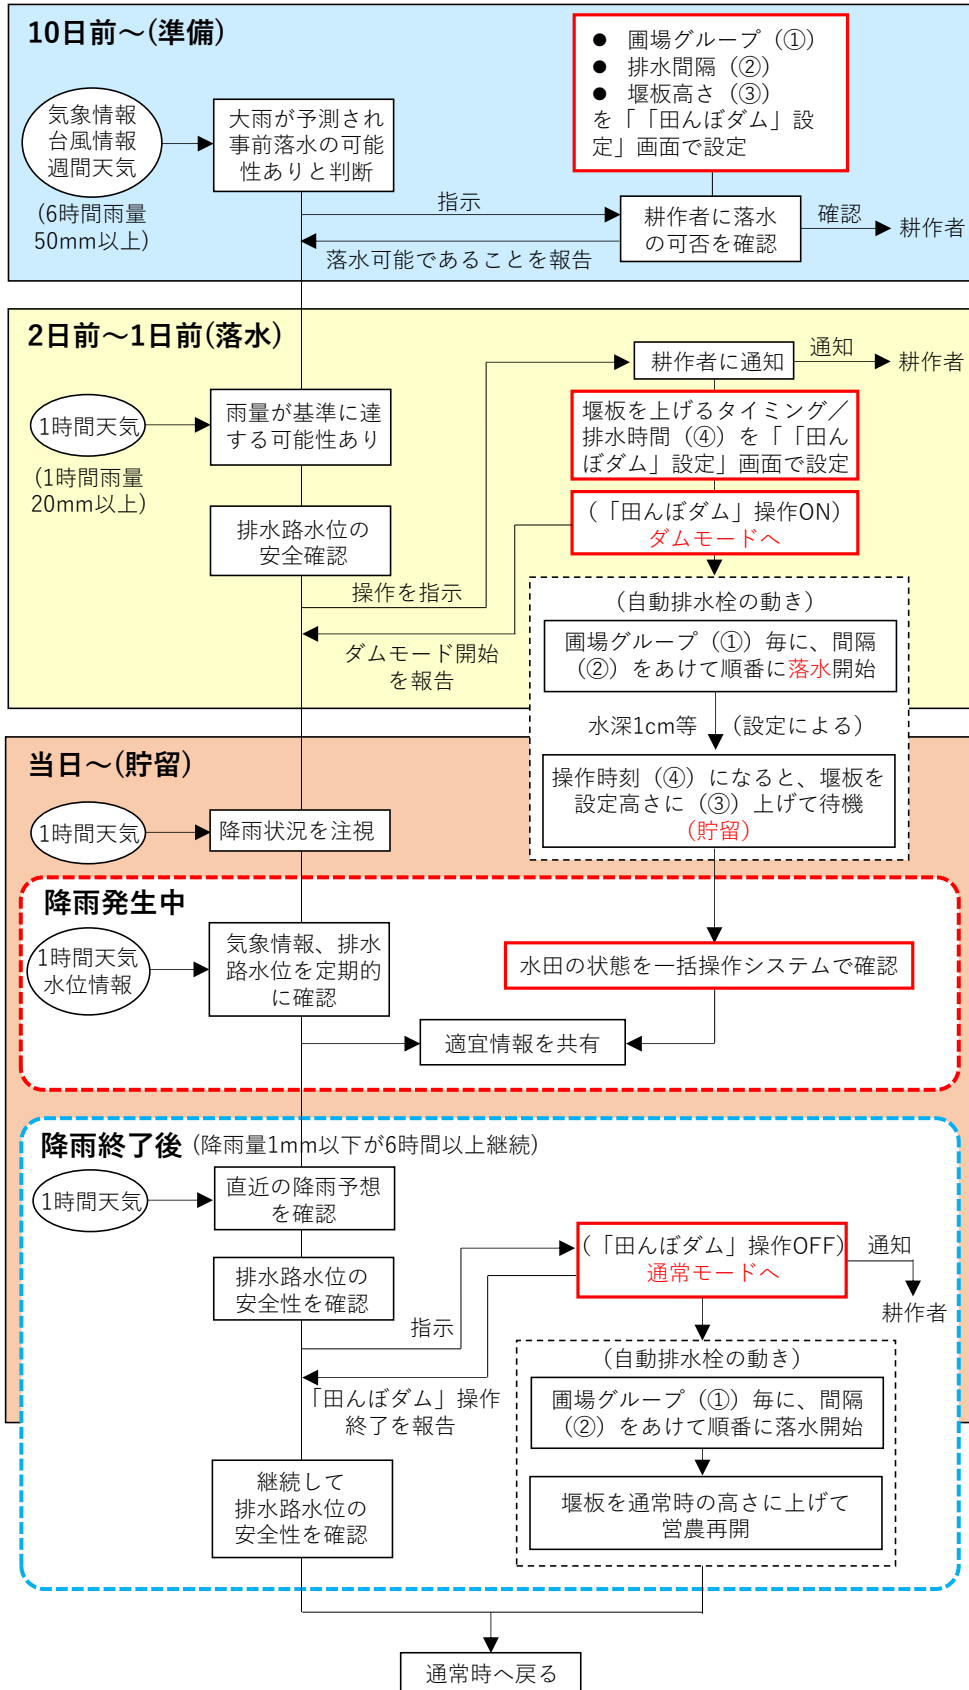 10日前～(準備)
● 圃場グループ（①）
● 排水間隔（②）
● 堰板高さ（③）
を「「田んぼダム」設
定」画面で設定
気象情報
台風情報
週間天気
(6時間雨量
50mm以上)
大雨が予測され
事前落水の可能
性ありと判断
指示
耕作者に落水
の可否を確認
確認
耕作者
落水可能であることを報告
2日前～1日前(落水)
耕作者に通知
通知
耕作者
1時間天気
(1時間雨量
20mm以上)
雨量が基準に達
する可能性あり
堰板を上げるタイミング／
排水時間（④）を「「田ん
ぼダム」設定」画面で設定
排水路水位の
安全確認
(「田んぼダム」操作ON)
ダムモードへ
操作を指示
ダムモード開始
を報告
(自動排水栓の動き)
圃場グループ（①）毎に、間隔
（②）をあけて順番に落水開始
水深1cm等 (設定による)
操作時刻（④）になると、堰板を
設定高さに（③）上げて待機
(貯留)
当日～(貯留)
1時間天気
降雨状況を注視
降雨発生中
1時間天気
水位情報
気象情報、排水
路水位を定期的
に確認
水田の状態を一括操作システムで確認
適宜情報を共有
降雨終了後 (降雨量1mm以下が6時間以上継続)
1時間天気
直近の降雨予想
を確認
排水路水位の
安全性を確認
指示
(「田んぼダム」操作OFF)
通常モードへ
通知
耕作者
「田んぼダム」操作
終了を報告
(自動排水栓の動き)
圃場グループ（①）毎に、間隔
（②）をあけて順番に落水開始
堰板を通常時の高さに上げて
営農再開
継続して
排水路水位の
安全性を確認
通常時へ戻る